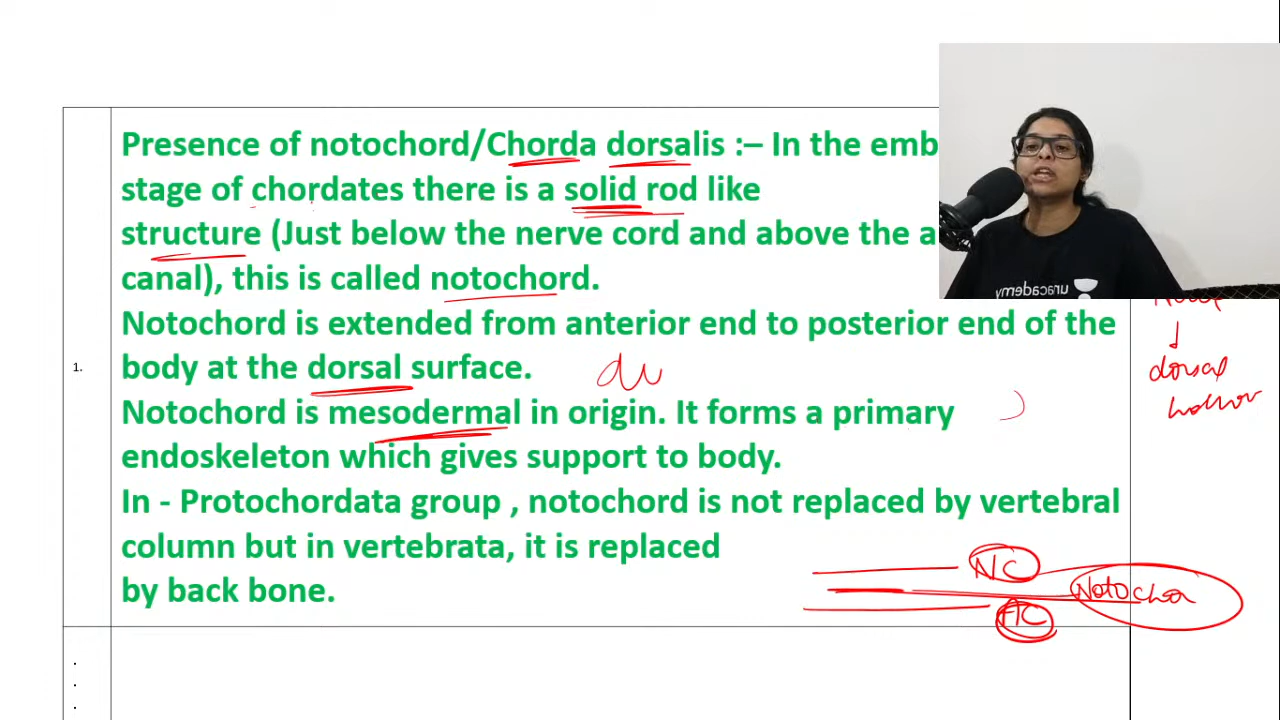 Presence of notochord/Chorda dorsalis :– In the emb
stage of chordates there is a solid rod like
structure (Just below the nerve cord and above the a
canal), this is called notochord.
Notochord is extended from anterior end to posterior end of the
body at the dorsal surface.
1.
Notochord is mesodermal in origin. It forms a primary
endoskeleton which gives support to body.
In - Protochordata group , notochord is not replaced by vertebral
column but in vertebrata, it is replaced
by back bone.
unacademy
dorsal
NC
Notochor
AC